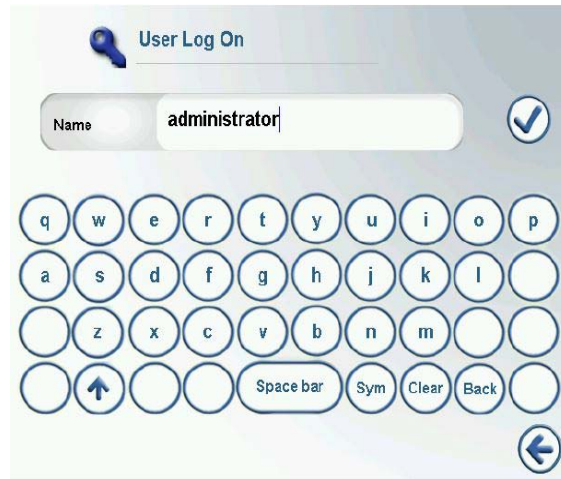 User Log On
Name administrator
q w e r t y u i o p
a s d f g h j k l
z x c v b n m
Space bar Sym Clear Back